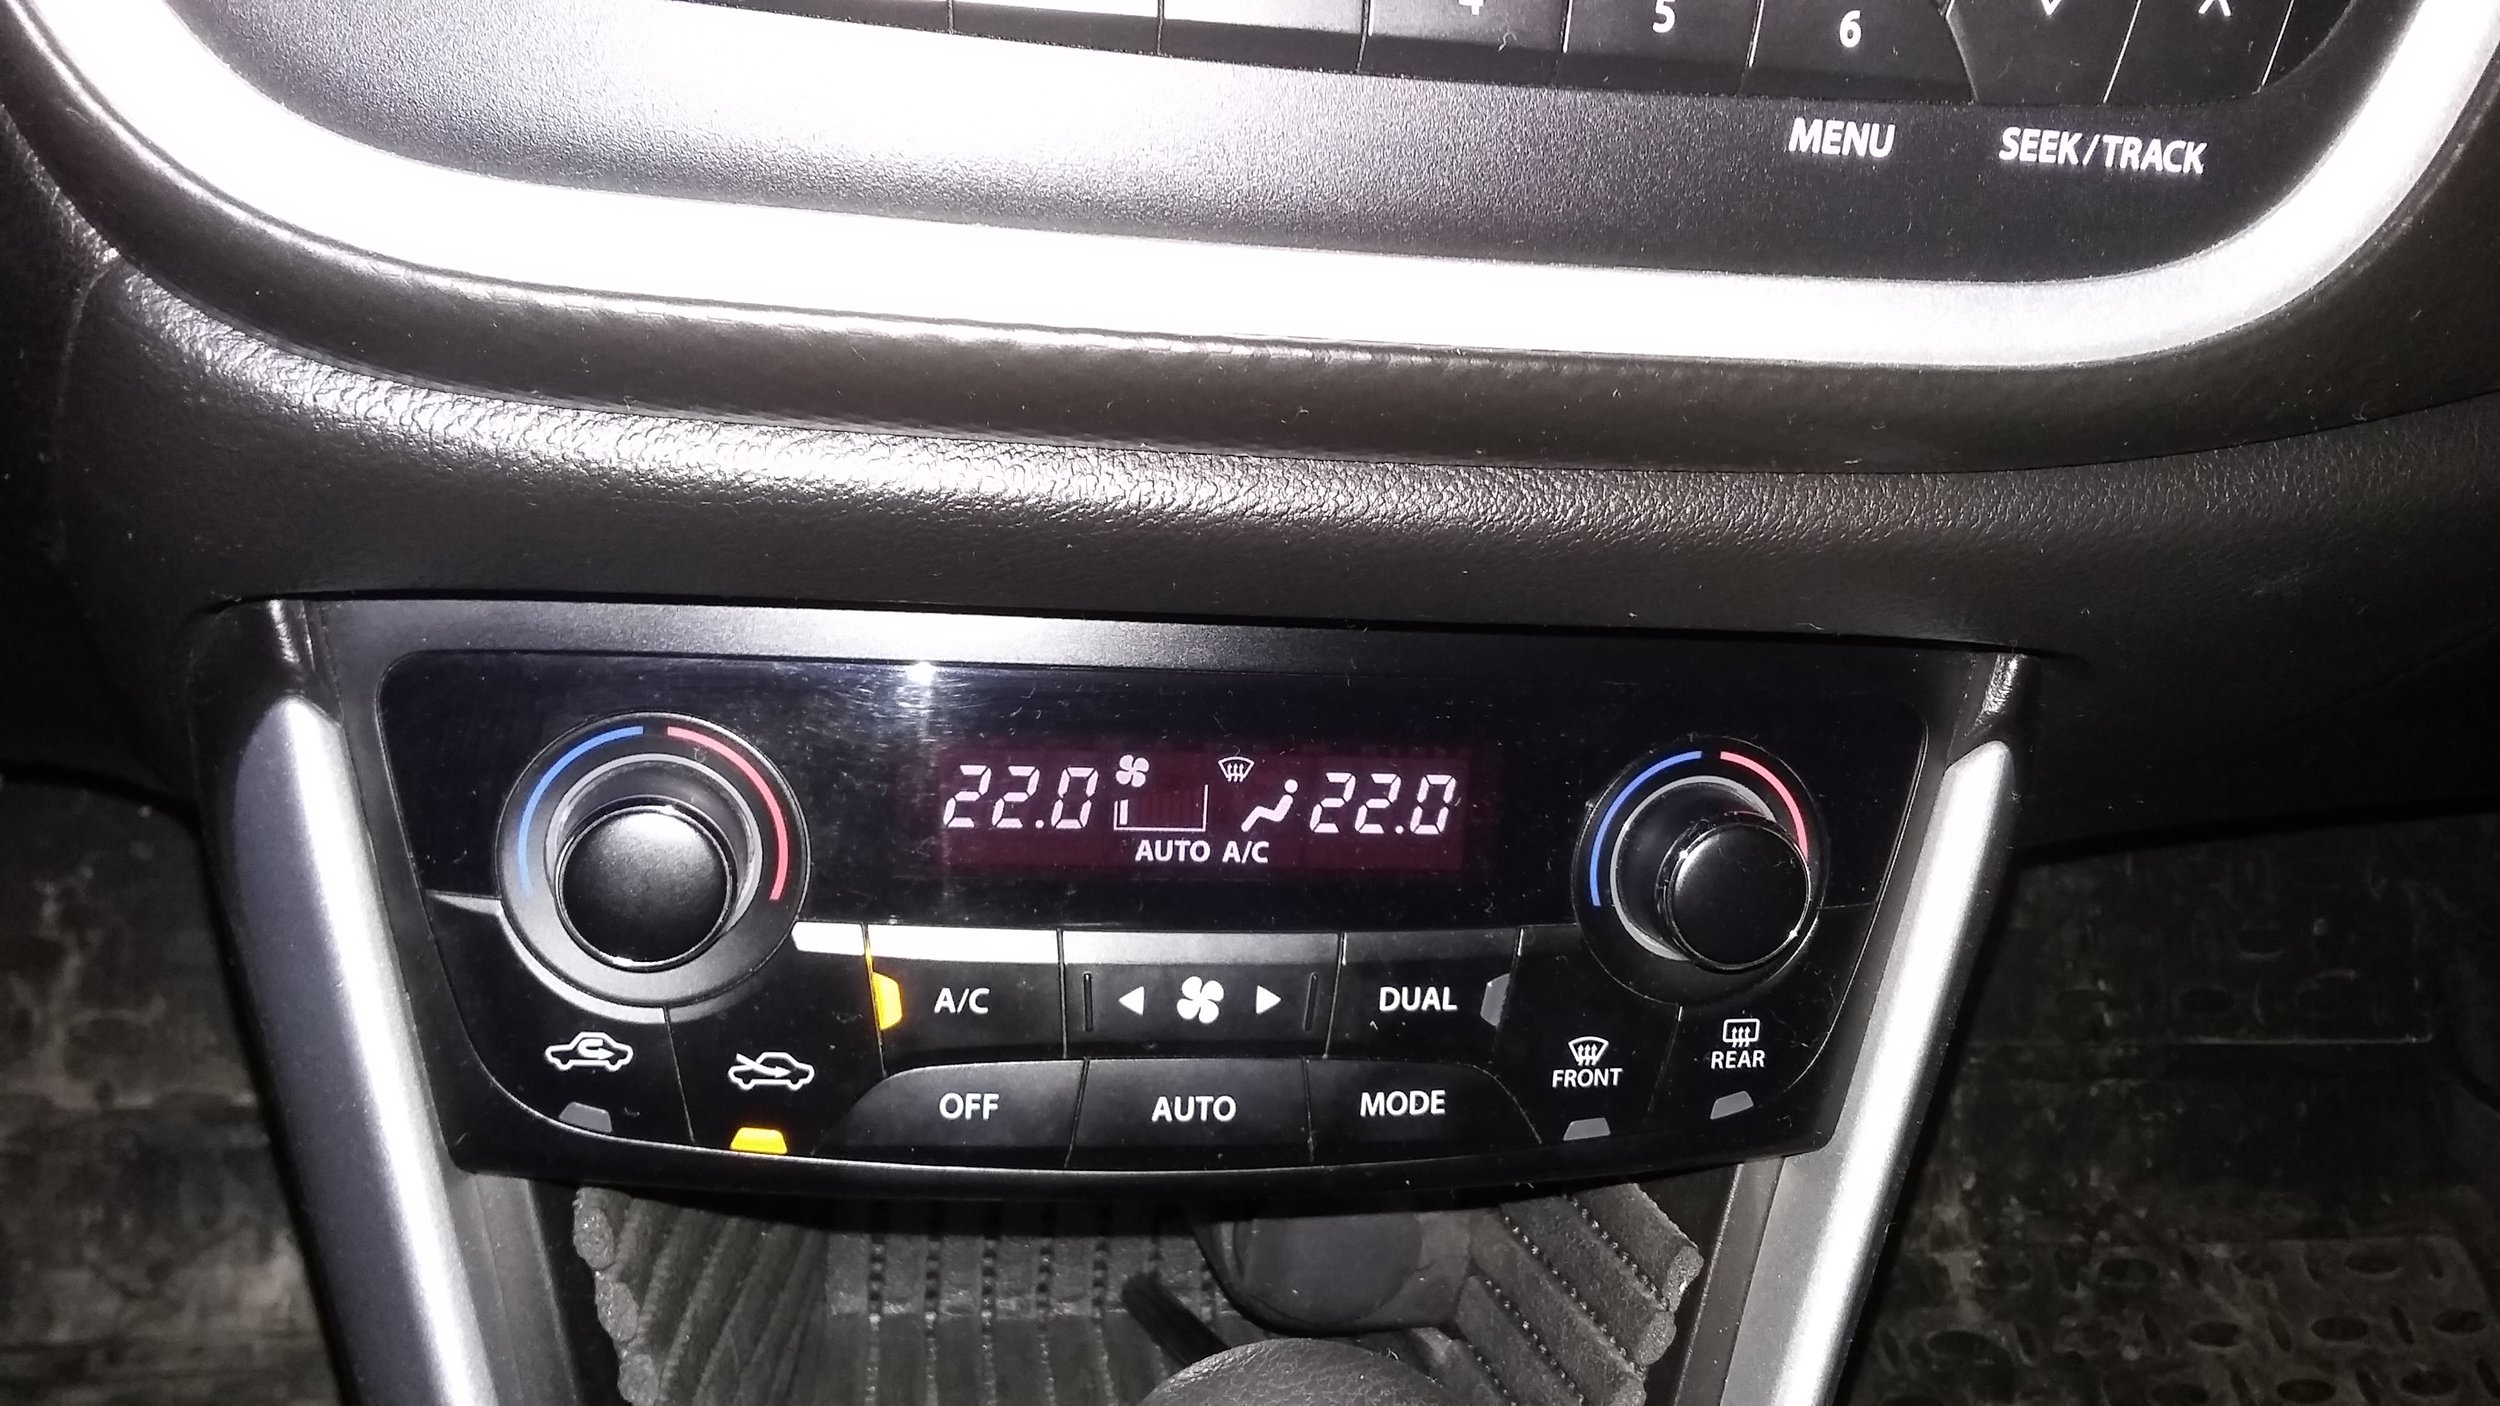 4 5 6
MENU SEEK/TRACK
22.0 22.0
AUTO A/C
A/C DUAL
FRONT REAR
OFF AUTO MODE